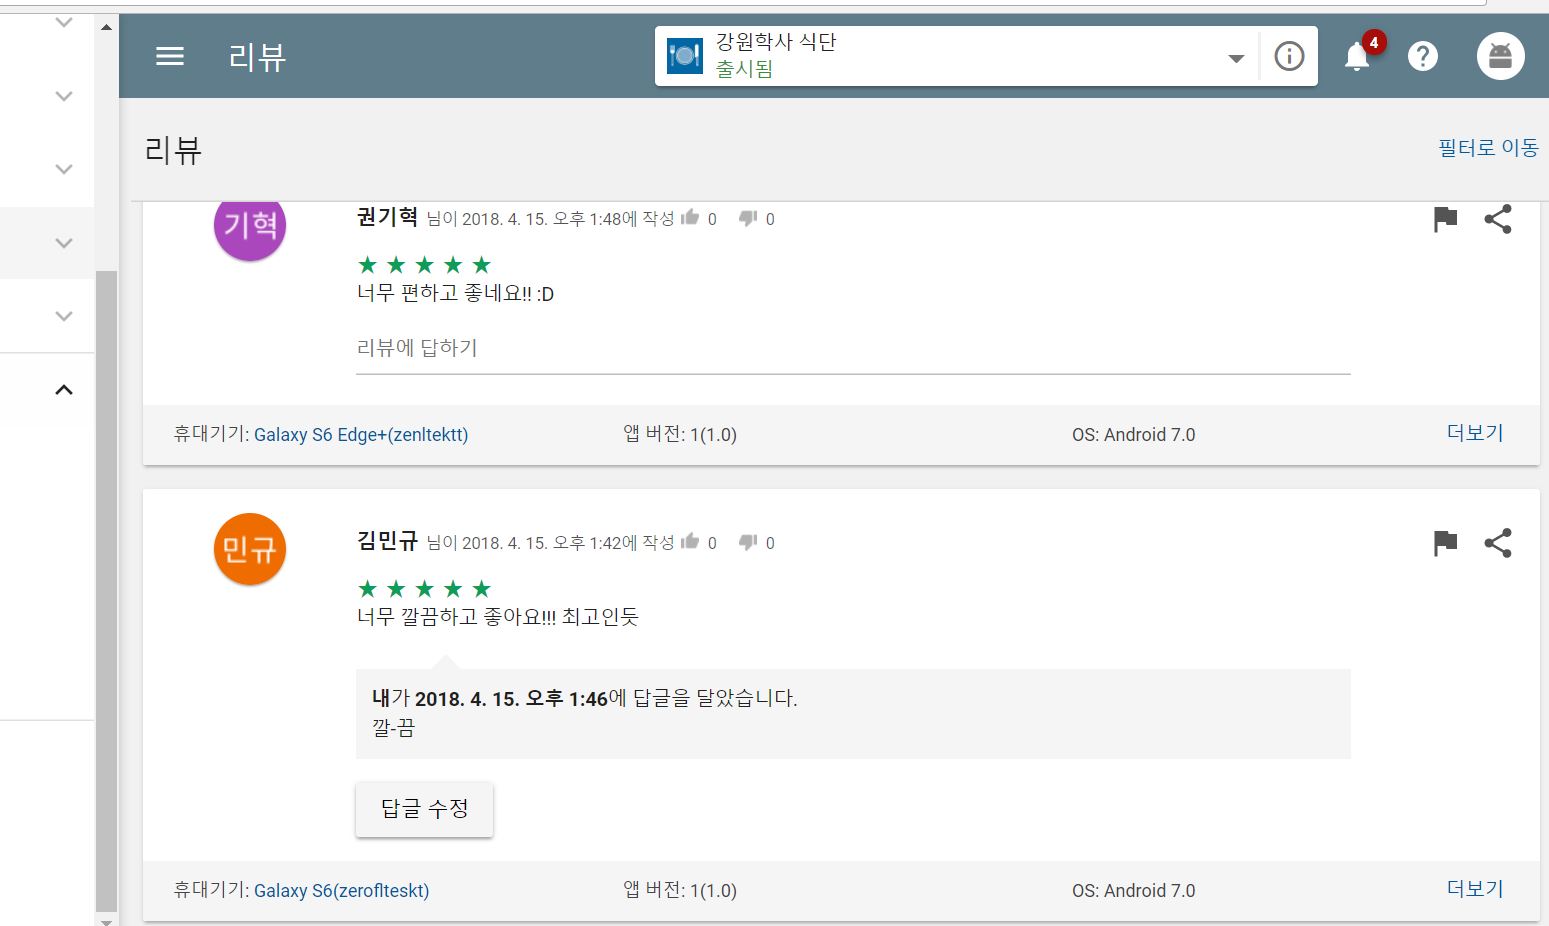 리뷰
강원학사 식단
출시됨
4
리뷰
필터로 이동
기혁
권기혁 님이 2018. 4. 15. 오후 1:48에 작성 0 0
★ ★ ★ ★ ★
너무 편하고 좋네요!! :D
리뷰에 답하기
휴대기기: Galaxy S6 Edge+(zenltektt) 앱 버전: 1(1.0) OS: Android 7.0 더보기
민규
김민규 님이 2018. 4. 15. 오후 1:42에 작성 0 0
★ ★ ★ ★ ★
너무 깔끔하고 좋아요!!! 최고인듯
내가 2018. 4. 15. 오후 1:46에 답글을 달았습니다.
깔-끔
답글 수정
휴대기기: Galaxy S6(zeroflteskt) 앱 버전: 1(1.0) OS: Android 7.0 더보기